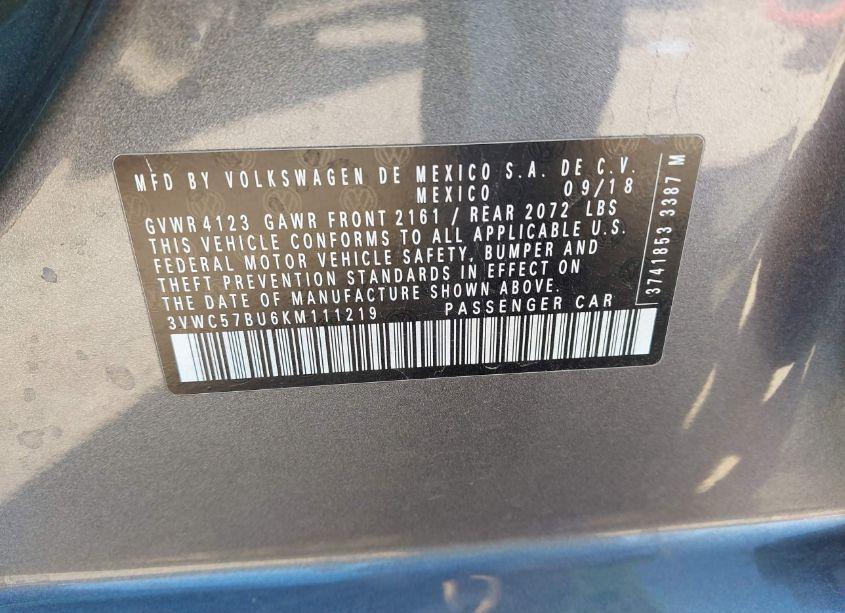 MFD BY VOLKSWAGEN DE MEXICO S.A. DE C.V.
MEXICO 09/18
GVWR 4123 GAWR FRONT 2161 / REAR 2072 LBS
THIS VEHICLE CONFORMS TO ALL APPLICABLE U.S.
FEDERAL MOTOR VEHICLE SAFETY, BUMPER AND
THEFT PREVENTION STANDARDS IN EFFECT ON
THE DATE OF MANUFACTURE SHOWN ABOVE.
3VWC57BU6KM111219 PASSENGER CAR
3741853 3387 M